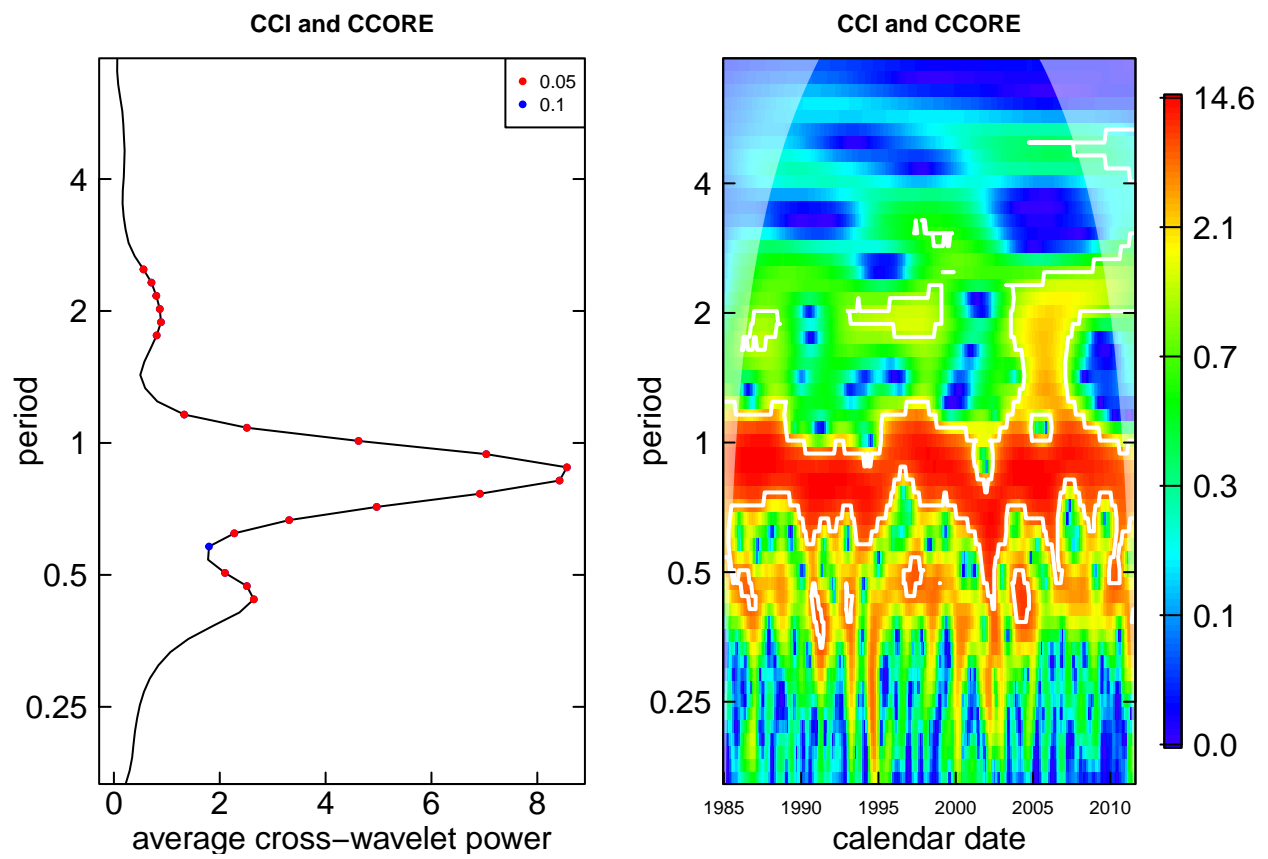 CCI and CCORE
0.05
0.1
4
2
1
0.5
0.25
period
0 2 4 6 8
average cross−wavelet power
CCI and CCORE
4
2
1
0.5
0.25
period
1985 1990 1995 2000 2005 2010
calendar date
14.6
2.1
0.7
0.3
0.1
0.0